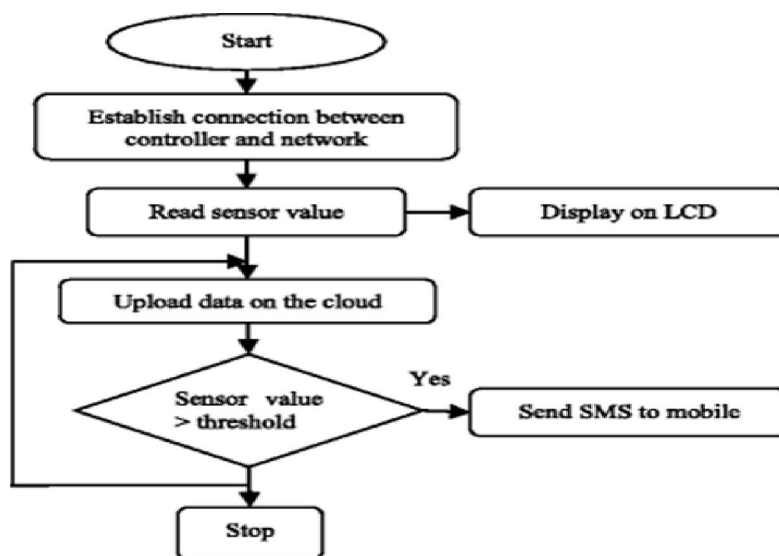 Start
Establish connection between
controller and network
Read sensor value
Display on LCD
Upload data on the cloud
Sensor value
> threshold
Yes
Send SMS to mobile
Stop